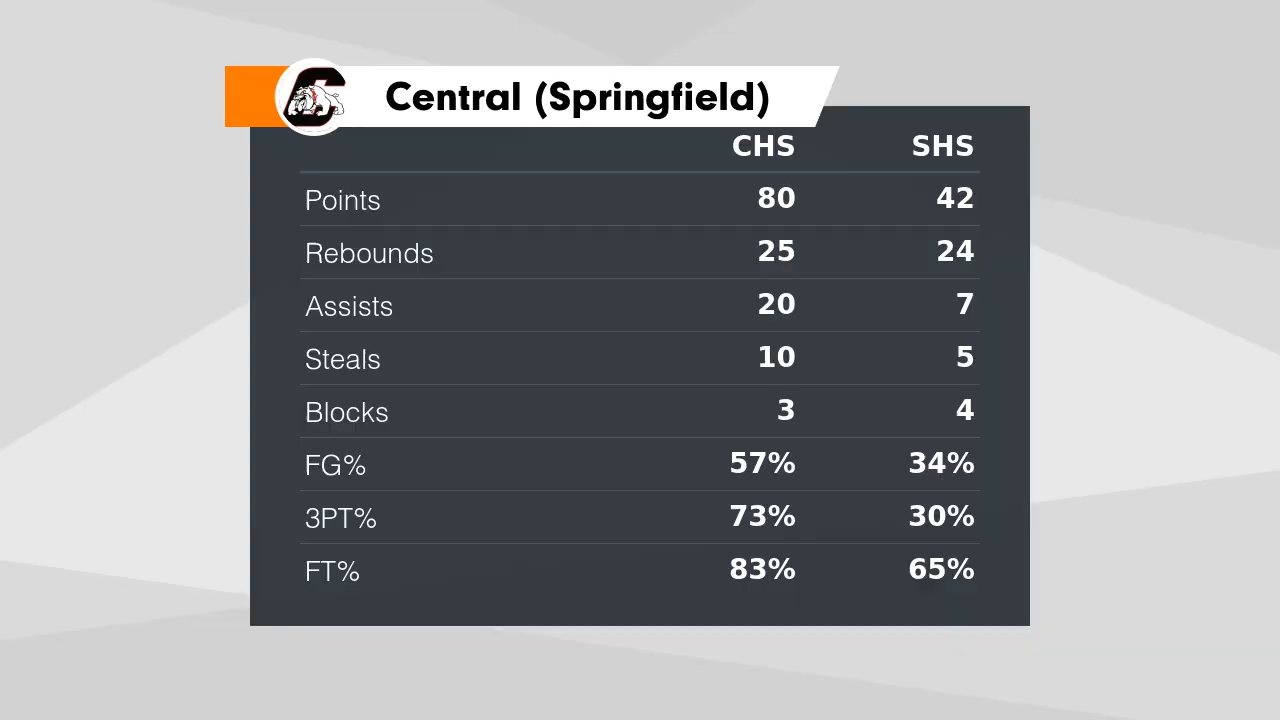 Central (Springfield)
CHS SHS
Points 80 42
Rebounds 25 24
Assists 20 7
Steals 10 5
Blocks 3 4
FG% 57% 34%
3PT% 73% 30%
FT% 83% 65%